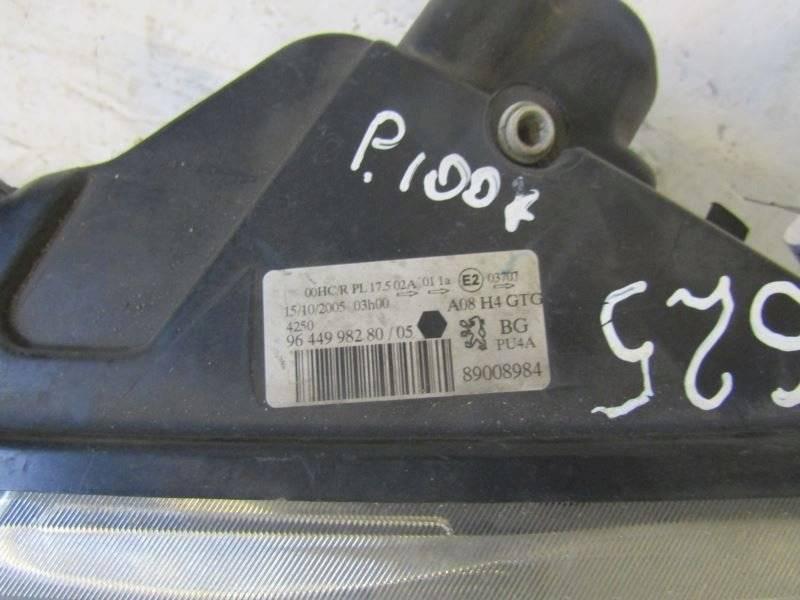 P.100k
00HC/R PL 17.5 02A 01 1a E2 03707
15/10/2005 03h00 A08 H4 GTG
4250
96 449 982 80 / 05 BG
PU4A
89008984